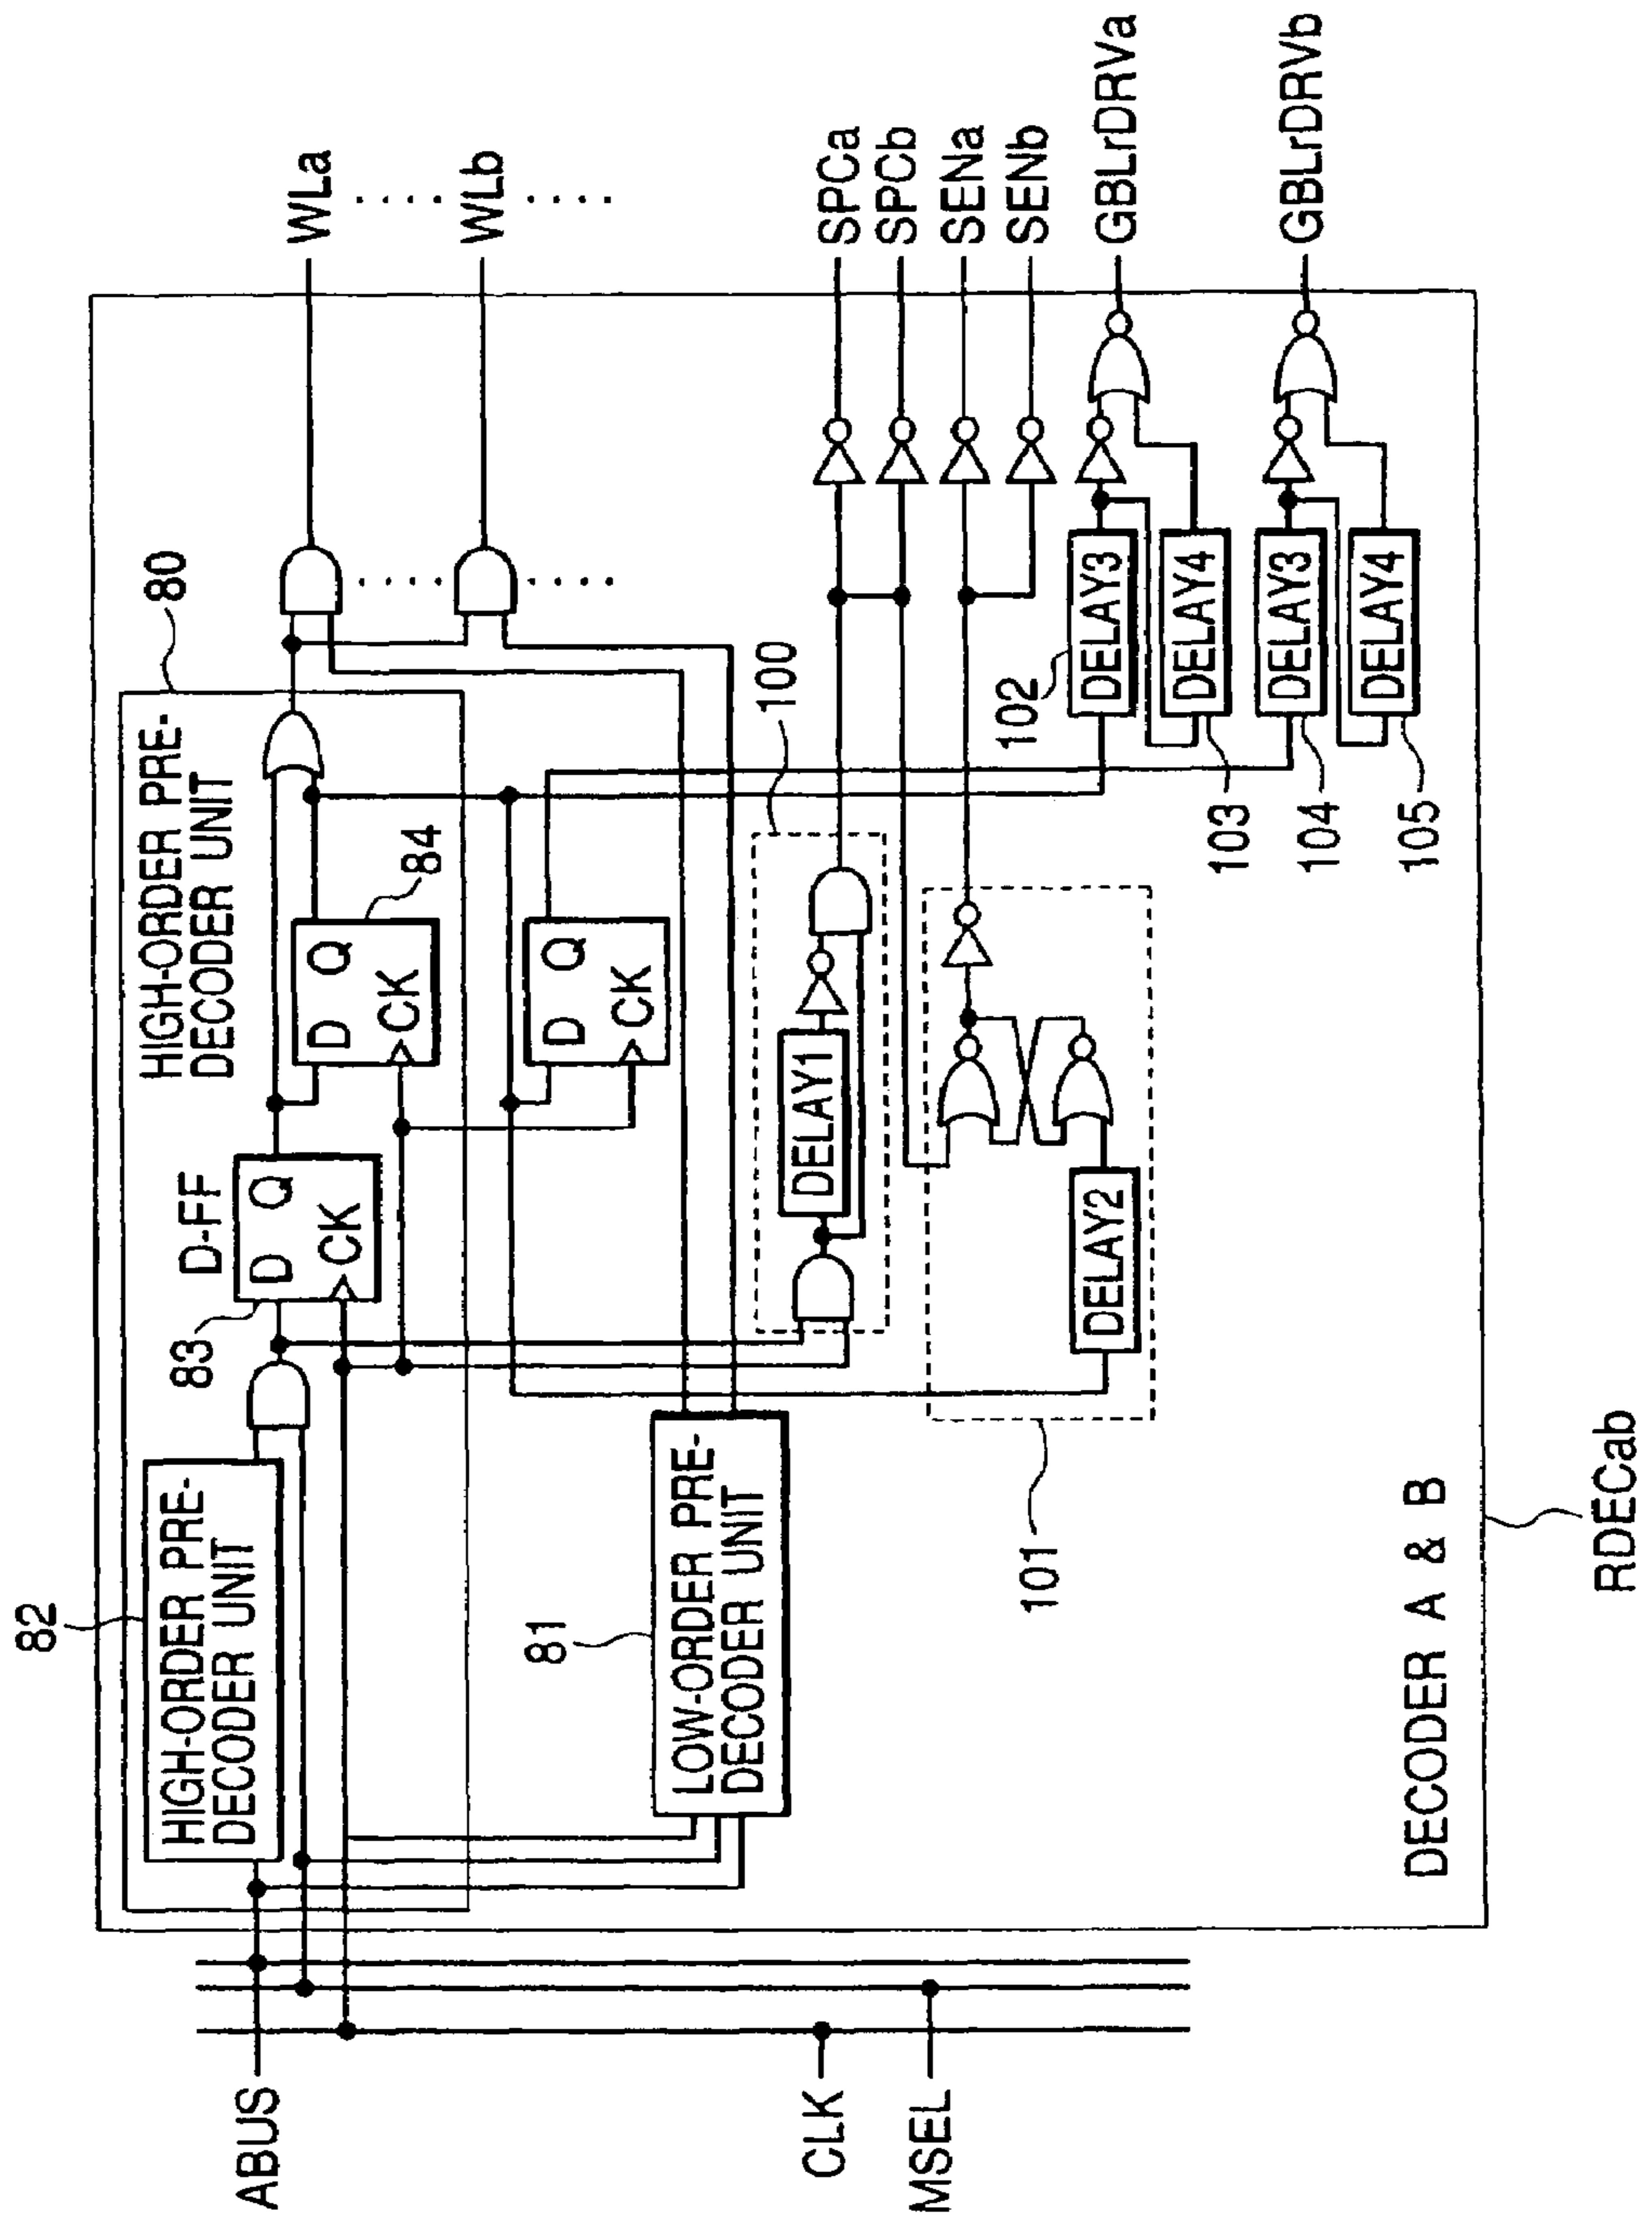 82
HIGH-ORDER PRE-
DECODER UNIT
80
HIGH-ORDER PRE-
DECODER UNIT
83
D-FF
D Q
CK
D Q
CK
84
D Q
CK
81
LOW-ORDER PRE-
DECODER UNIT
100
DELAY1
101
DELAY2
102
DELAY3
DELAY4
103
DELAY3
104
DELAY4
105
WLa
.....
.....
WLb
.....
.....
SPCa
SPCb
SENa
SENb
GBLrDRVa
GBLrDRVb
ABUS
CLK
MSEL
DECODER A & B
RDECab